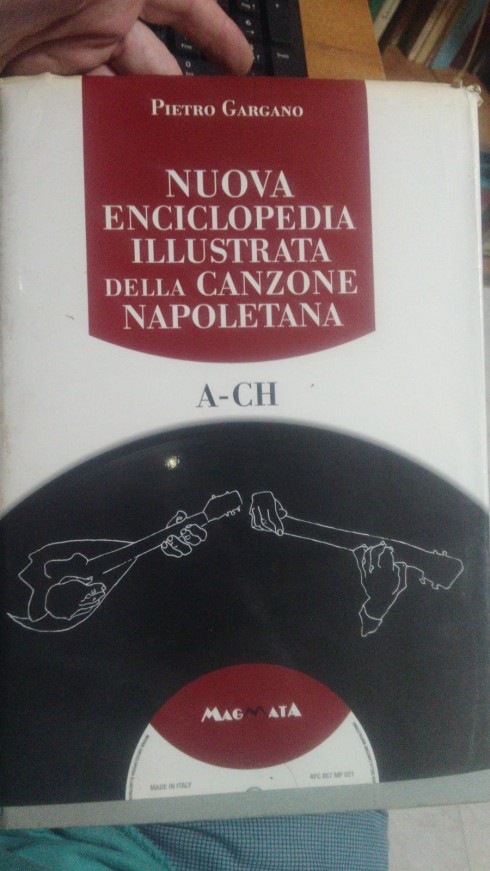 PIETRO GARGANO
NUOVA
ENCICLOPEDIA
ILLUSTRATA
DELLA CANZONE
NAPOLETANA
A-CH
MAGMATA
MADE IN ITALY